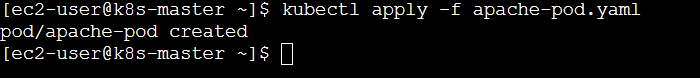 [ec2-user@k8s-master ~]$ kubectl apply -f apache-pod.yaml
pod/apache-pod created
[ec2-user@k8s-master ~]$